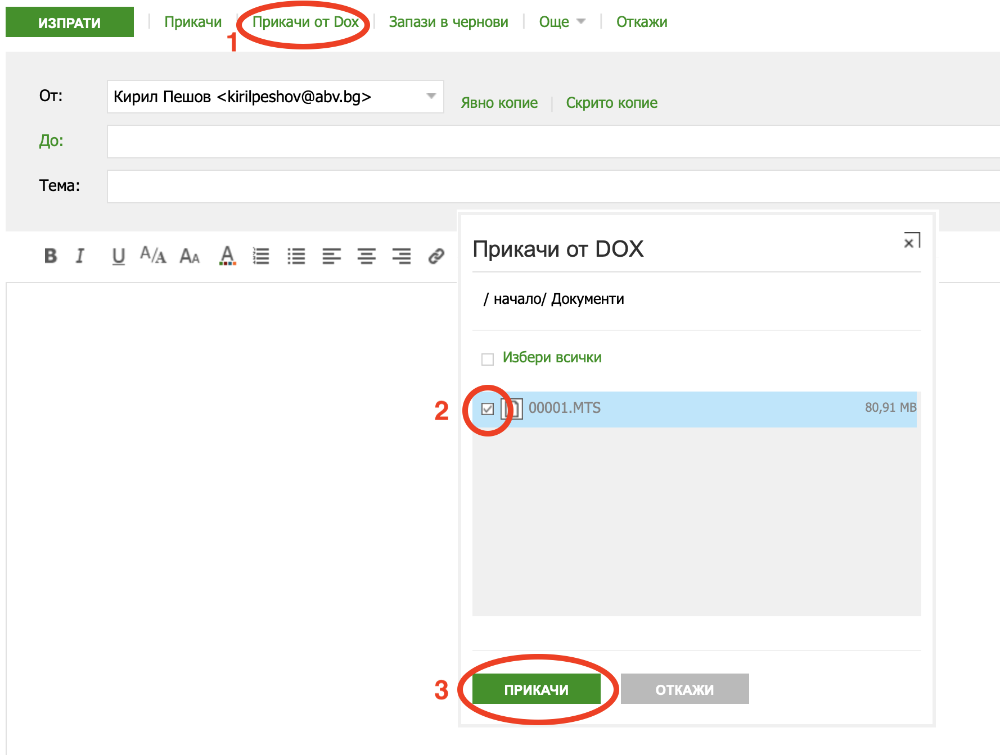 ИЗПРАТИ Прикачи Прикачи от Dox Запази в чернови Още Откажи
1
От: Кирил Пешов <kirilpeshov@abv.bg> Явно копие Скрито копие
До:
Тема:
B I U A/A AA A
Прикачи от DOX
/ начало/ Документи
Избери всички
2 00001.MTS 80,91 MB
3 ПРИКАЧИ ОТКАЖИ